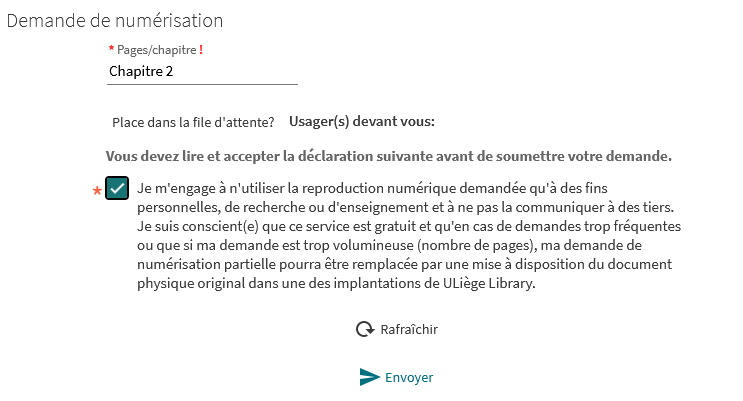 Demande de numérisation
* Pages/chapitre !
Chapitre 2
Place dans la file d'attente? Usager(s) devant vous:
Vous devez lire et accepter la déclaration suivante avant de soumettre votre demande.
* Je m'engage à n'utiliser la reproduction numérique demandée qu'à des fins
personnelles, de recherche ou d'enseignement et à ne pas la communiquer à des tiers.
Je suis conscient(e) que ce service est gratuit et qu'en cas de demandes trop fréquentes
ou que si ma demande est trop volumineuse (nombre de pages), ma demande de
numérisation partielle pourra être remplacée par une mise à disposition du document
physique original dans une des implantations de ULiège Library.
Rafraîchir
Envoyer